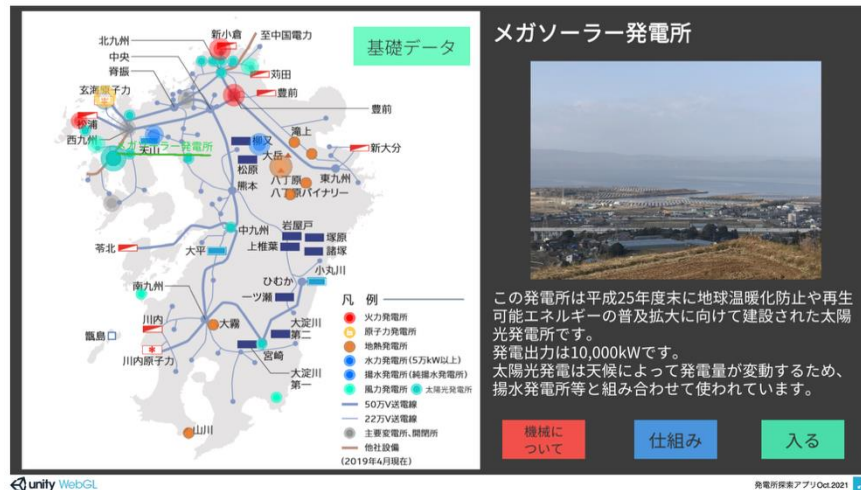 基礎データ
新小倉
至中国電力
北九州
中央
脊振
苅田
玄海原子力
豊前
豊前
松浦
西九州
メガソーラー発電所
天山
柳又
滝上
新大分
大岳
松原
八丁原
東九州
八丁原バイナリー
熊本
岩屋戸
中九州
塚原
苓北
大平
上椎葉
諸塚
小丸川
ひむか
南九州
一ツ瀬
川内
大霧
大淀川
第二
甑島
宮崎
川内原子力
大淀川
第一
山川
凡 例
火力発電所
原子力発電所
地熱発電所
水力発電所(5万kW以上)
揚水発電所(純揚水発電所)
風力発電所
太陽光発電所
50万V送電線
22万V送電線
主要変電所、開閉所
他社設備
(2019年4月現在)
メガソーラー発電所
この発電所は平成25年度末に地球温暖化防止や再生
可能エネルギーの普及拡大に向けて建設された太陽
光発電所です。
発電出力は10,000kWです。
太陽光発電は天候によって発電量が変動するため、
揚水発電所等と組み合わせて使われています。
機械に
ついて
仕組み
入る
unity WebGL
発電所探索アプリOct.2021